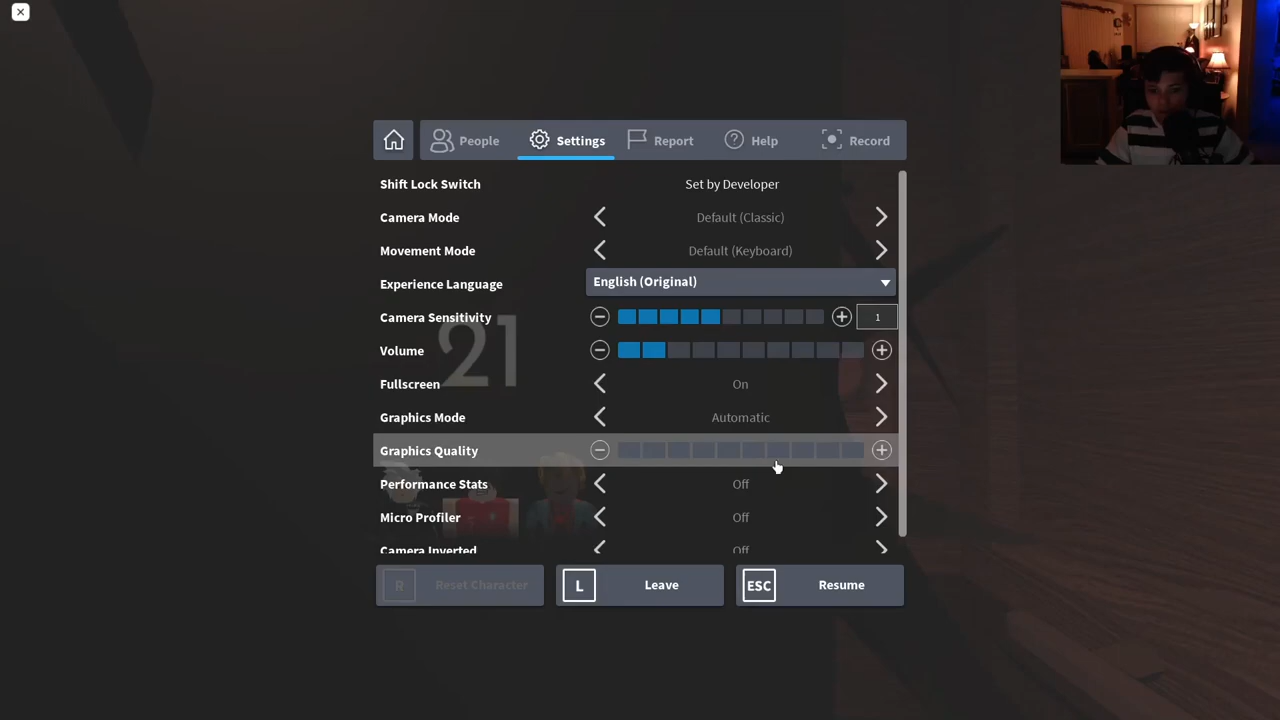 People Settings Report Help Record
Shift Lock Switch Set by Developer
Camera Mode Default (Classic)
Movement Mode Default (Keyboard)
Experience Language English (Original)
Camera Sensitivity 1
21
Volume
Fullscreen On
Graphics Mode Automatic
Graphics Quality
Performance Stats Off
Micro Profiler Off
Camera Inverted Off
R Reset Character L Leave ESC Resume